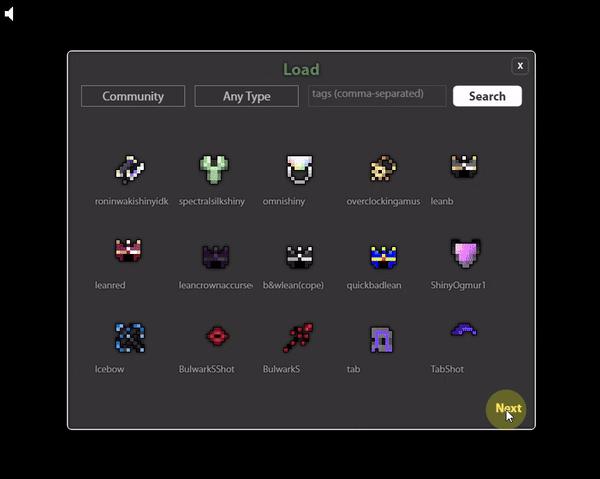 Load
X
Community
Any Type
tags (comma-separated)
Search
roninwakishinyidk
spectralsilkshiny
omnishiny
overclockingamus
leanb
leanred
leancrownaccurse
b&wlean(cope)
quickbadlean
ShinyOgmur1
Icebow
BulwarkSShot
BulwarkS
tab
TabShot
Next